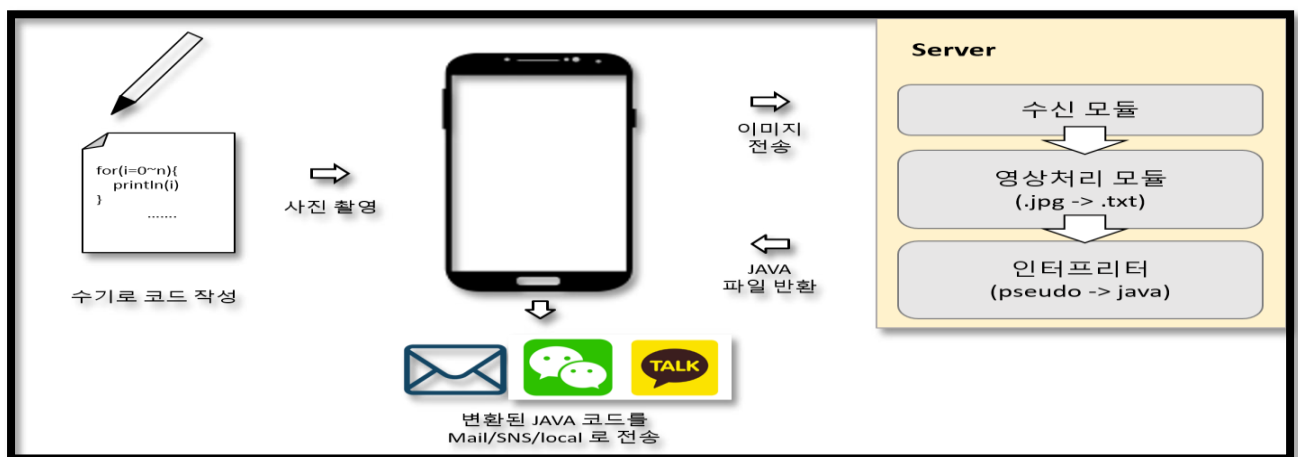 for(i=0~n){
println(i)
}
.......
수기로 코드 작성
사진 촬영
이미지
전송
JAVA
파일 반환
Server
수신 모듈
영상처리 모듈
(.jpg -> .txt)
인터프리터
(pseudo -> java)
TALK
변환된 JAVA 코드를
Mail/SNS/local 로 전송